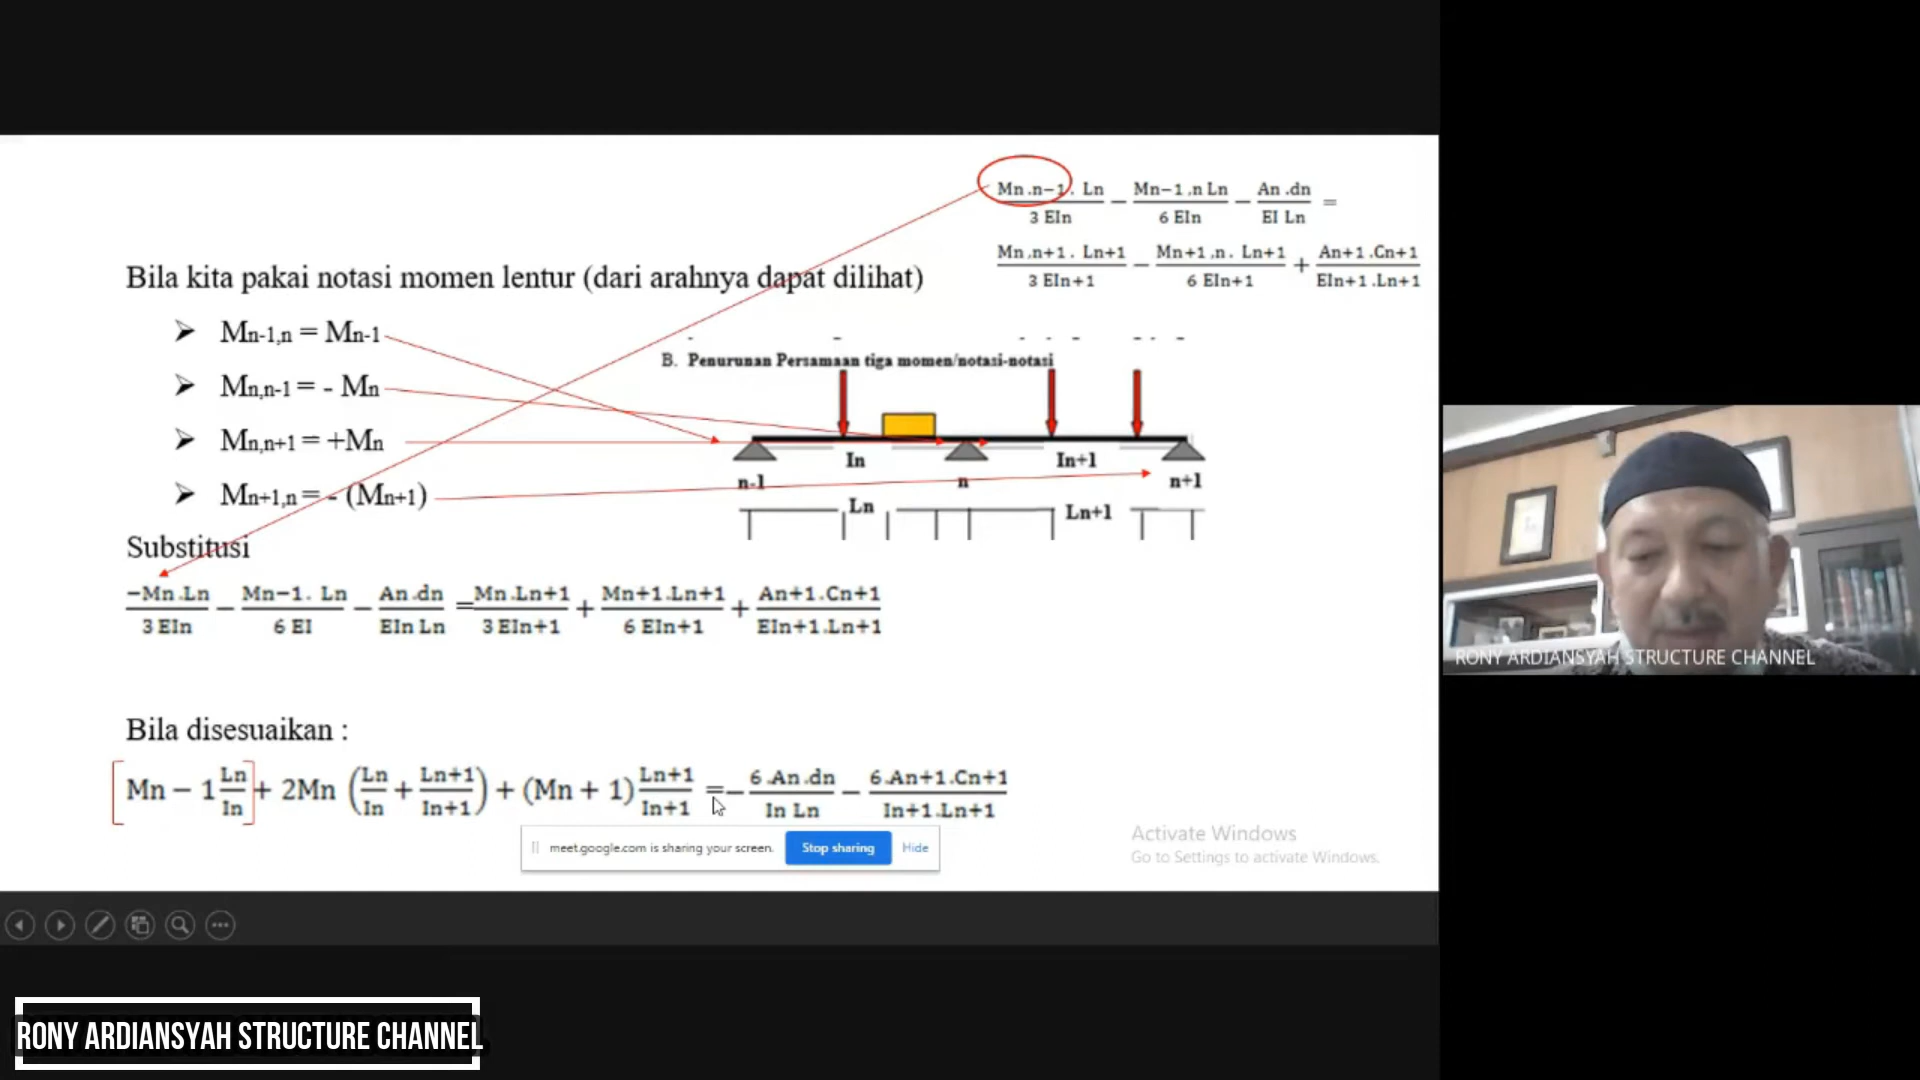 Mn.n−1. Ln/3 EIn − Mn−1.n Ln/6 EIn − An .dn/EI Ln =
Mn.n+1. Ln+1/3 EIn+1 − Mn+1.n. Ln+1/6 EIn+1 + An+1.Cn+1/EIn+1.Ln+1
Bila kita pakai notasi momen lentur (dari arahnya dapat dilihat)
➢ Mn-1,n = Mn-1
➢ Mn,n-1 = - Mn
➢ Mn,n+1 = +Mn
➢ Mn+1,n = - (Mn+1)
B. Penurunan Persamaan tiga momen/notasi-notasi
In In+1
n-1 n n+1
Ln Ln+1
Substitusi
−Mn.Ln/3 EIn − Mn−1. Ln/6 EI − An.dn/EIn Ln = Mn.Ln+1/3 EIn+1 + Mn+1.Ln+1/6 EIn+1 + An+1.Cn+1/EIn+1.Ln+1
Bila disesuaikan :
Mn − 1 Ln/In + 2Mn (Ln/In + Ln+1/In+1) + (Mn + 1) Ln+1/In+1 = − 6.An.dn/In Ln − 6.An+1.Cn+1/In+1.Ln+1
meet.google.com is sharing your screen. Stop sharing Hide
Activate Windows
Go to Settings to activate Windows.
RONY ARDIANSYAH STRUCTURE CHANNEL
RONY ARDIANSYAH STRUCTURE CHANNEL